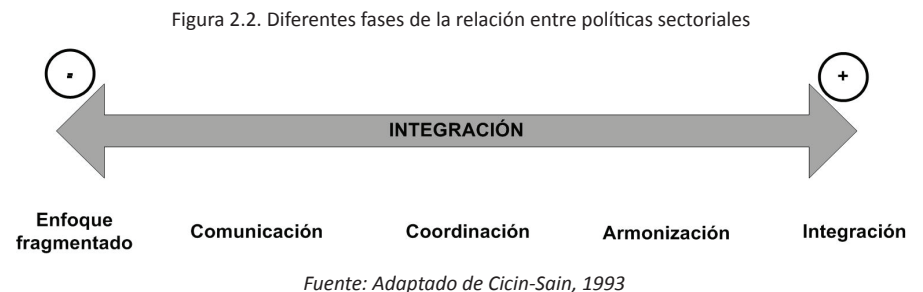 Figura 2.2. Diferentes fases de la relación entre políticas sectoriales
- +
INTEGRACIÓN
Enfoque
fragmentado
Comunicación
Coordinación
Armonización
Integración
Fuente: Adaptado de Cicin-Sain, 1993